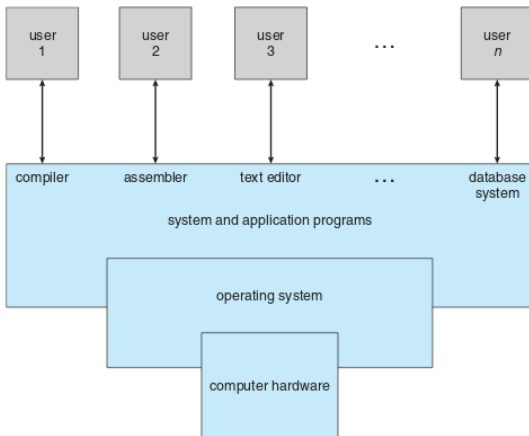 user
1
user
2
user
3
...
user
n
compiler
assembler
text editor
...
database
system
system and application programs
operating system
computer hardware